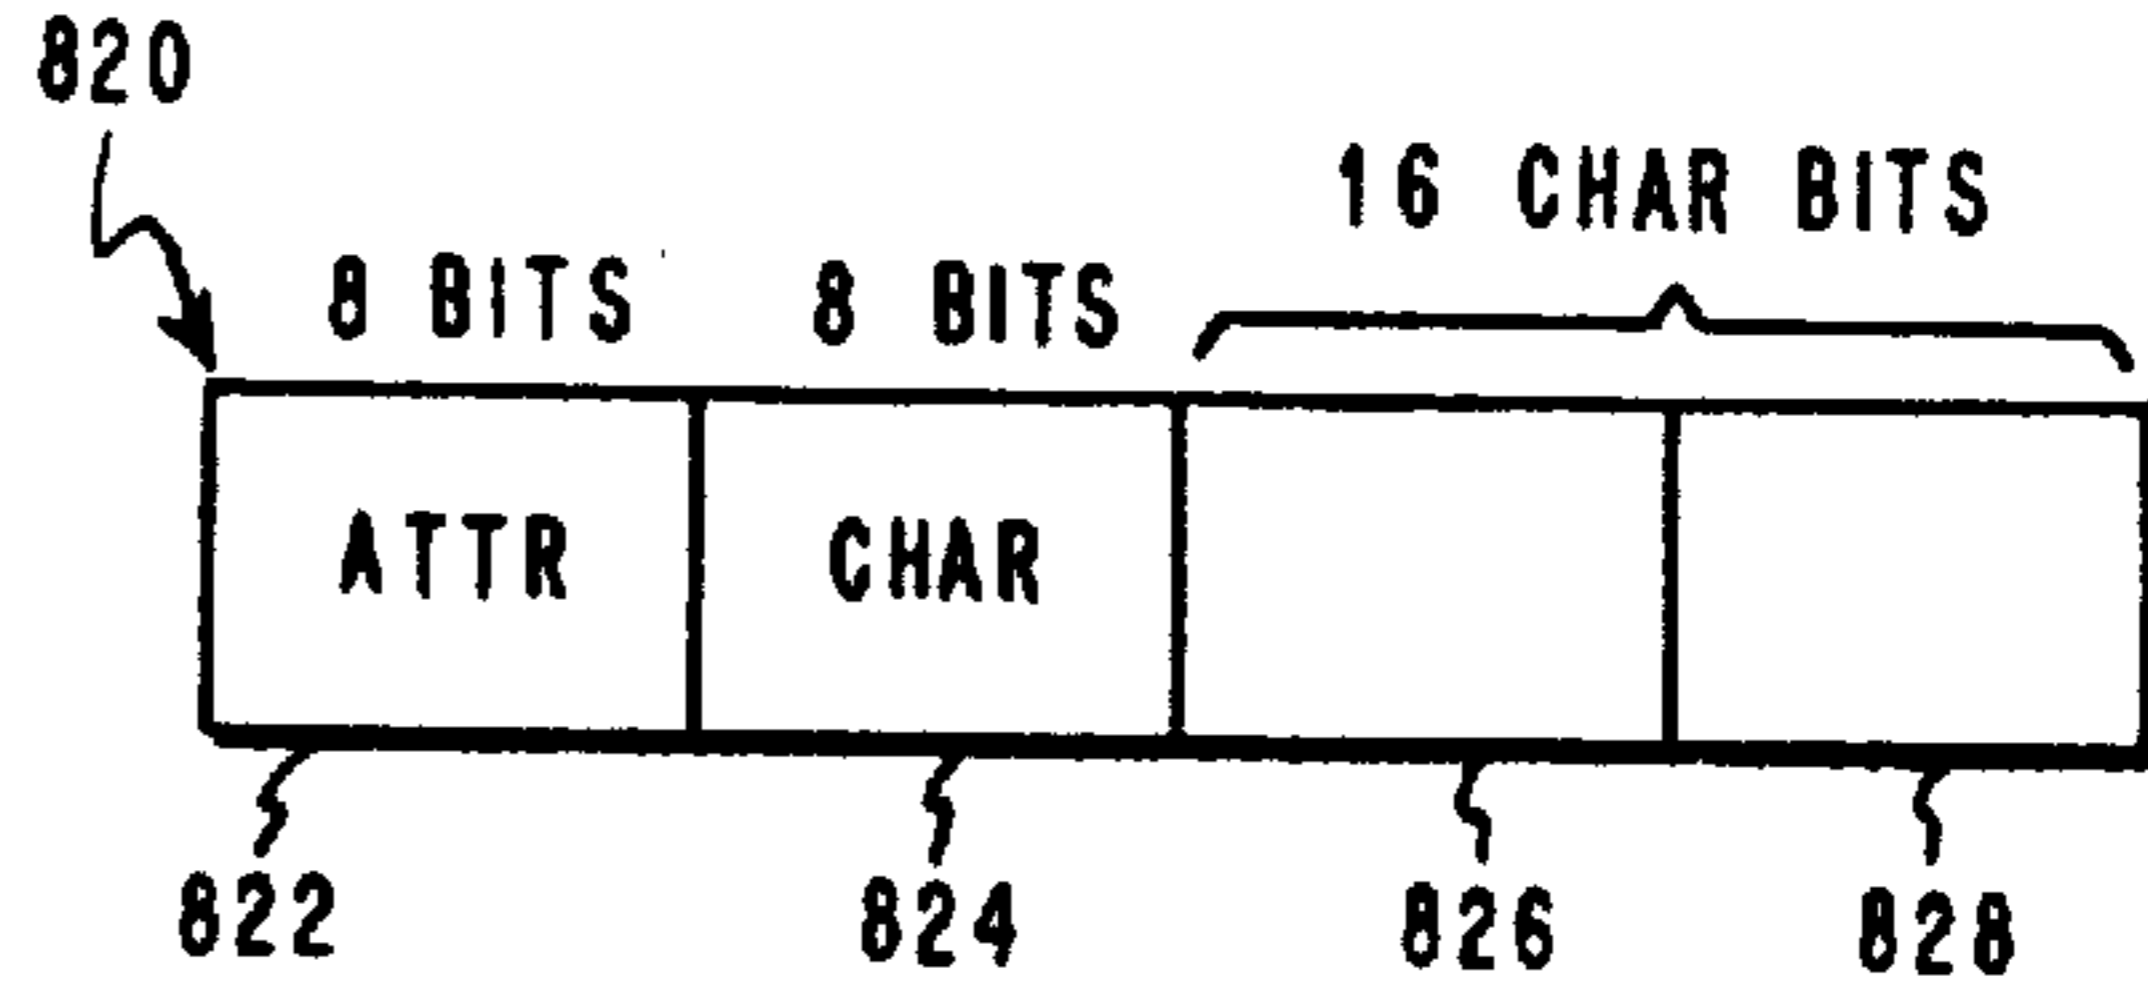 820
16 CHAR BITS
8 BITS 8 BITS
ATTR CHAR
822 824 826 828